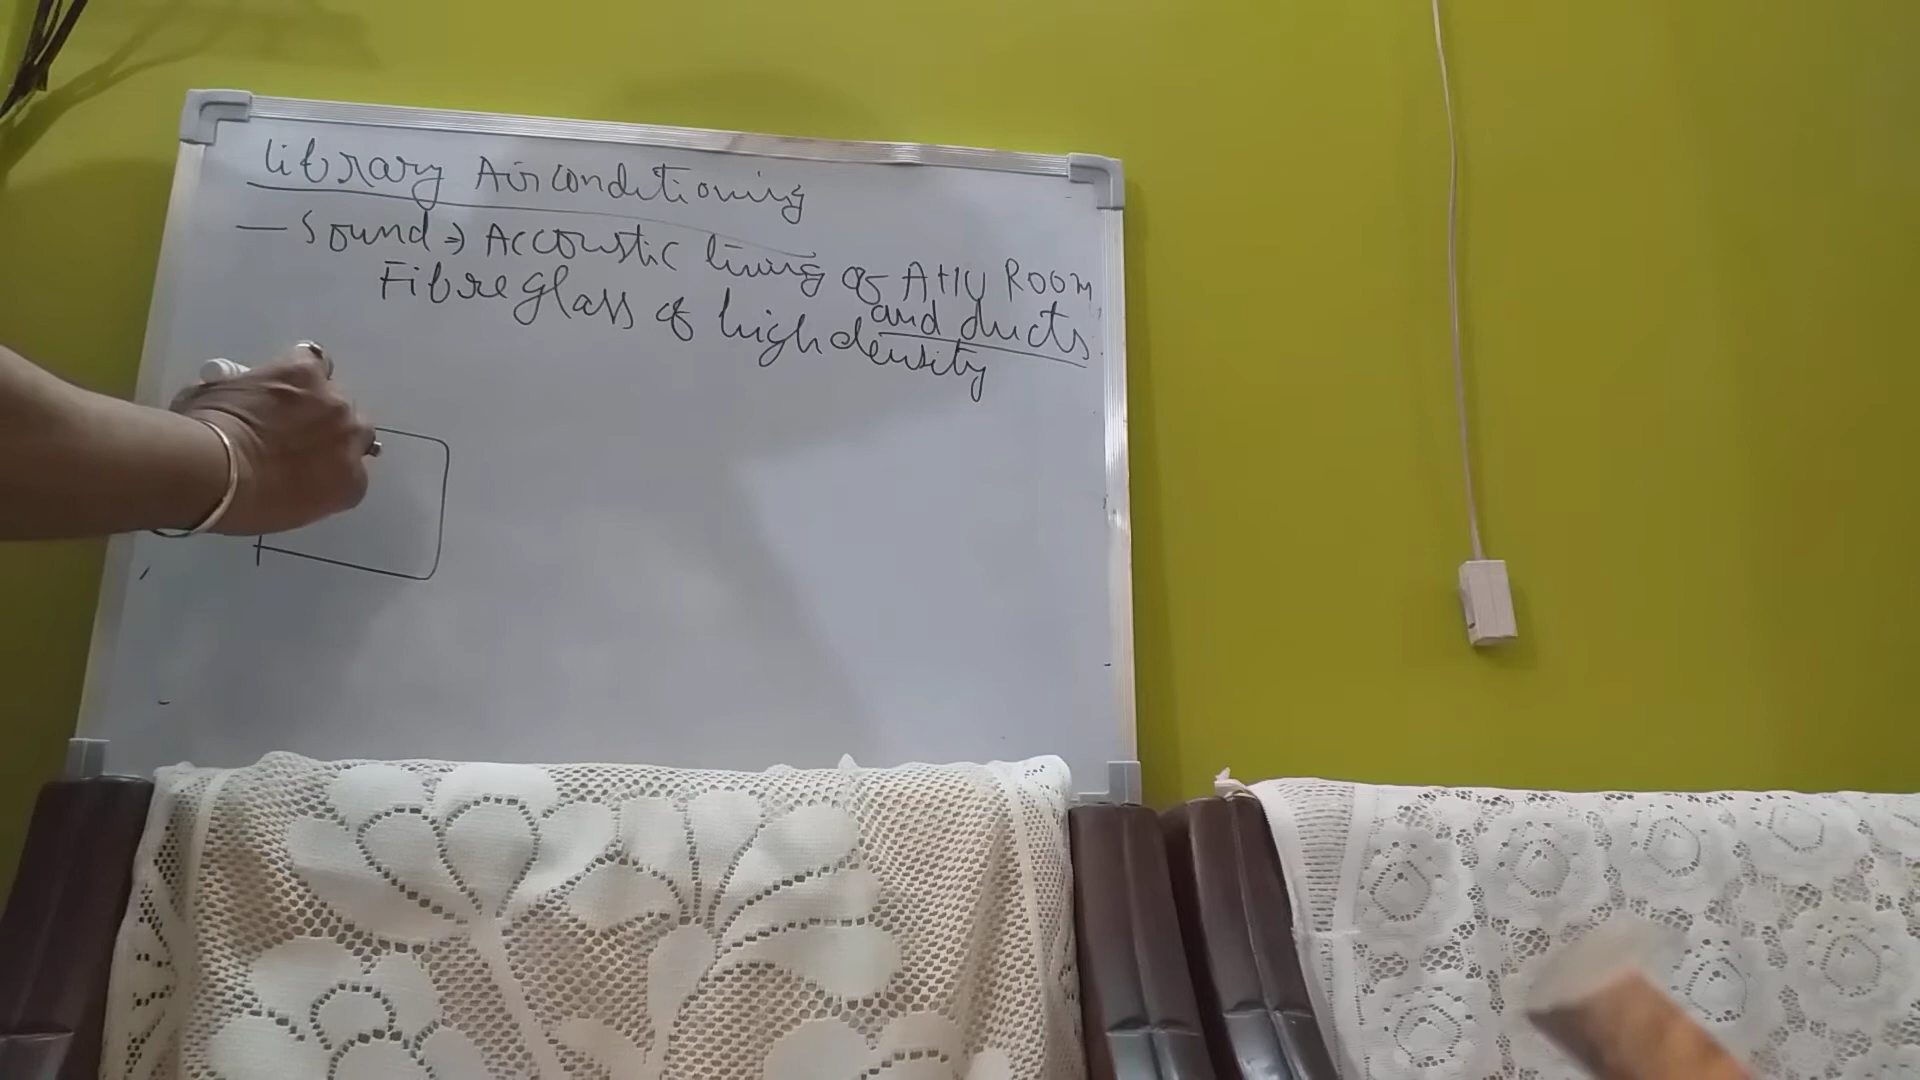 Library Airconditioning
— Sound ⇒ Accoustic lining of AHU Room
and ducts
Fibreglass of high density